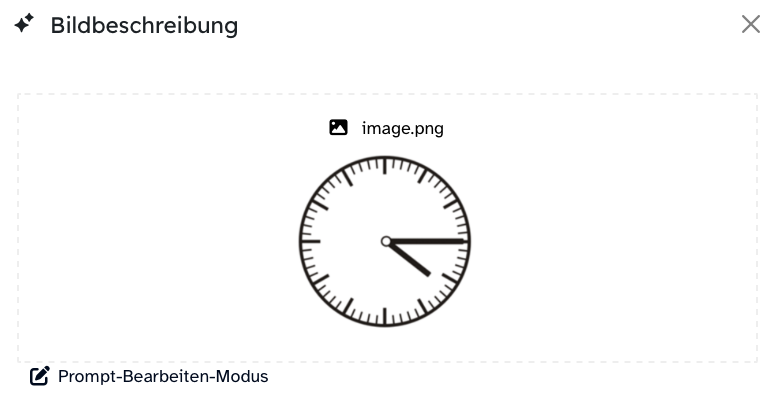 Bildbeschreibung
image.png
Prompt-Bearbeiten-Modus